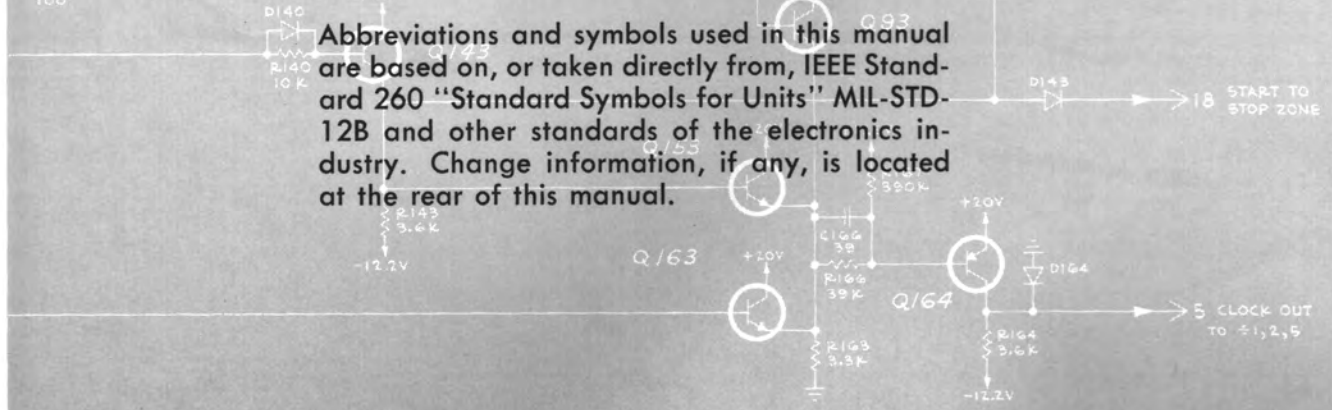 D140
Q93
Abbreviations and symbols used in this manual
Q143
are based on, or taken directly from, IEEE Stand-
R140
10K
ard 260 "Standard Symbols for Units" MIL-STD-
D143
18 START TO
STOP ZONE
12B and other standards of the electronics in-
Q153
dustry. Change information, if any, is located
at the rear of this manual.
390K
R143
3.6K
-12.2V
+20V
C166
39
Q163
+20V
R166
39K
D164
Q164
5 CLOCK OUT
TO ÷1,2,5
R163
3.3K
R164
3.6K
-12.2V